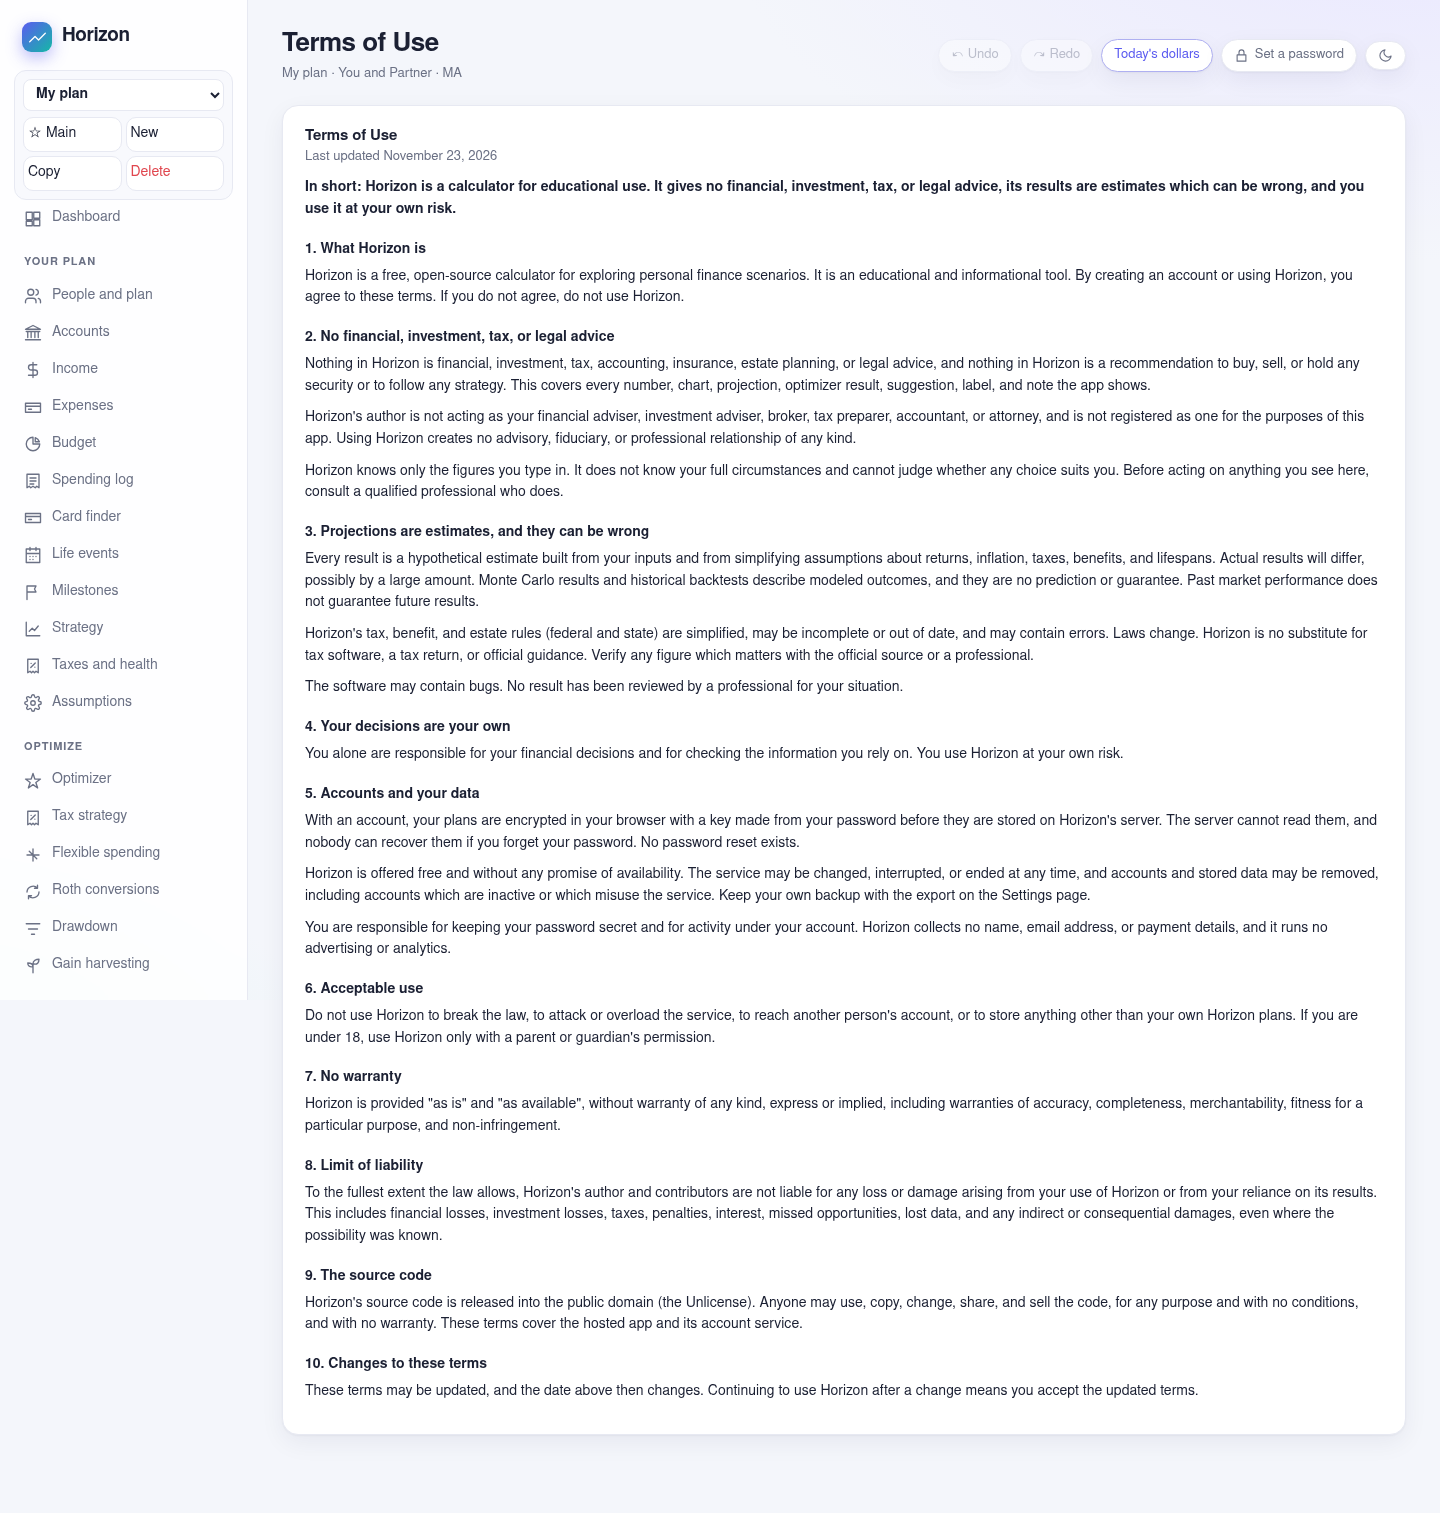 Horizon
My plan
☆ Main
New
Copy
Delete
Dashboard
YOUR PLAN
People and plan
Accounts
Income
Expenses
Budget
Spending log
Card finder
Life events
Milestones
Strategy
Taxes and health
Assumptions
OPTIMIZE
Optimizer
Tax strategy
Flexible spending
Roth conversions
Drawdown
Gain harvesting
Terms of Use
My plan · You and Partner · MA
Undo
Redo
Today's dollars
Set a password
Terms of Use
Last updated November 23, 2026
In short: Horizon is a calculator for educational use. It gives no financial, investment, tax, or legal advice, its results are estimates which can be wrong, and you
use it at your own risk.
1. What Horizon is
Horizon is a free, open-source calculator for exploring personal finance scenarios. It is an educational and informational tool. By creating an account or using Horizon, you
agree to these terms. If you do not agree, do not use Horizon.
2. No financial, investment, tax, or legal advice
Nothing in Horizon is financial, investment, tax, accounting, insurance, estate planning, or legal advice, and nothing in Horizon is a recommendation to buy, sell, or hold any
security or to follow any strategy. This covers every number, chart, projection, optimizer result, suggestion, label, and note the app shows.
Horizon's author is not acting as your financial adviser, investment adviser, broker, tax preparer, accountant, or attorney, and is not registered as one for the purposes of this
app. Using Horizon creates no advisory, fiduciary, or professional relationship of any kind.
Horizon knows only the figures you type in. It does not know your full circumstances and cannot judge whether any choice suits you. Before acting on anything you see here,
consult a qualified professional who does.
3. Projections are estimates, and they can be wrong
Every result is a hypothetical estimate built from your inputs and from simplifying assumptions about returns, inflation, taxes, benefits, and lifespans. Actual results will differ,
possibly by a large amount. Monte Carlo results and historical backtests describe modeled outcomes, and they are no prediction or guarantee. Past market performance does
not guarantee future results.
Horizon's tax, benefit, and estate rules (federal and state) are simplified, may be incomplete or out of date, and may contain errors. Laws change. Horizon is no substitute for
tax software, a tax return, or official guidance. Verify any figure which matters with the official source or a professional.
The software may contain bugs. No result has been reviewed by a professional for your situation.
4. Your decisions are your own
You alone are responsible for your financial decisions and for checking the information you rely on. You use Horizon at your own risk.
5. Accounts and your data
With an account, your plans are encrypted in your browser with a key made from your password before they are stored on Horizon's server. The server cannot read them, and
nobody can recover them if you forget your password. No password reset exists.
Horizon is offered free and without any promise of availability. The service may be changed, interrupted, or ended at any time, and accounts and stored data may be removed,
including accounts which are inactive or which misuse the service. Keep your own backup with the export on the Settings page.
You are responsible for keeping your password secret and for activity under your account. Horizon collects no name, email address, or payment details, and it runs no
advertising or analytics.
6. Acceptable use
Do not use Horizon to break the law, to attack or overload the service, to reach another person's account, or to store anything other than your own Horizon plans. If you are
under 18, use Horizon only with a parent or guardian's permission.
7. No warranty
Horizon is provided "as is" and "as available", without warranty of any kind, express or implied, including warranties of accuracy, completeness, merchantability, fitness for a
particular purpose, and non-infringement.
8. Limit of liability
To the fullest extent the law allows, Horizon's author and contributors are not liable for any loss or damage arising from your use of Horizon or from your reliance on its results.
This includes financial losses, investment losses, taxes, penalties, interest, missed opportunities, lost data, and any indirect or consequential damages, even where the
possibility was known.
9. The source code
Horizon's source code is released into the public domain (the Unlicense). Anyone may use, copy, change, share, and sell the code, for any purpose and with no conditions,
and with no warranty. These terms cover the hosted app and its account service.
10. Changes to these terms
These terms may be updated, and the date above then changes. Continuing to use Horizon after a change means you accept the updated terms.